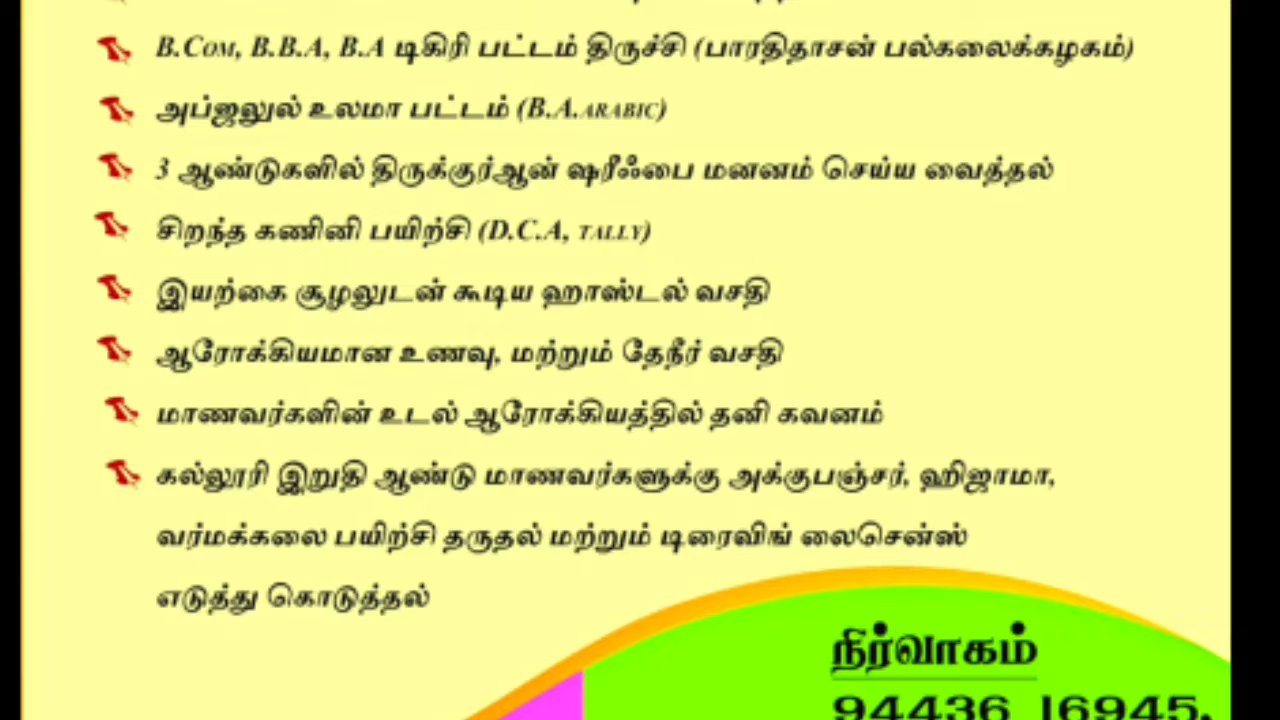 B.COM, B.B.A, B.A டிகிரி பட்டம் திருச்சி (பாரதிதாசன் பல்கலைக்கழகம்)
அப்ஜலுல் உலமா பட்டம் (B.A.ARABIC)
3 ஆண்டுகளில் திருக்குர்ஆன் ஷரீஃபை மனனம் செய்ய வைத்தல்
சிறந்த கணினி பயிற்சி (D.C.A, TALLY)
இயற்கை சூழலுடன் கூடிய ஹாஸ்டல் வசதி
ஆரோக்கியமான உணவு, மற்றும் தேநீர் வசதி
மாணவர்களின் உடல் ஆரோக்கியத்தில் தனி கவனம்
கல்லூரி இறுதி ஆண்டு மாணவர்களுக்கு அக்குபஞ்சர், ஹிஜாமா,
வர்மக்கலை பயிற்சி தருதல் மற்றும் டிரைவிங் லைசென்ஸ்
எடுத்து கொடுத்தல்
நிர்வாகம்
94436 16945,